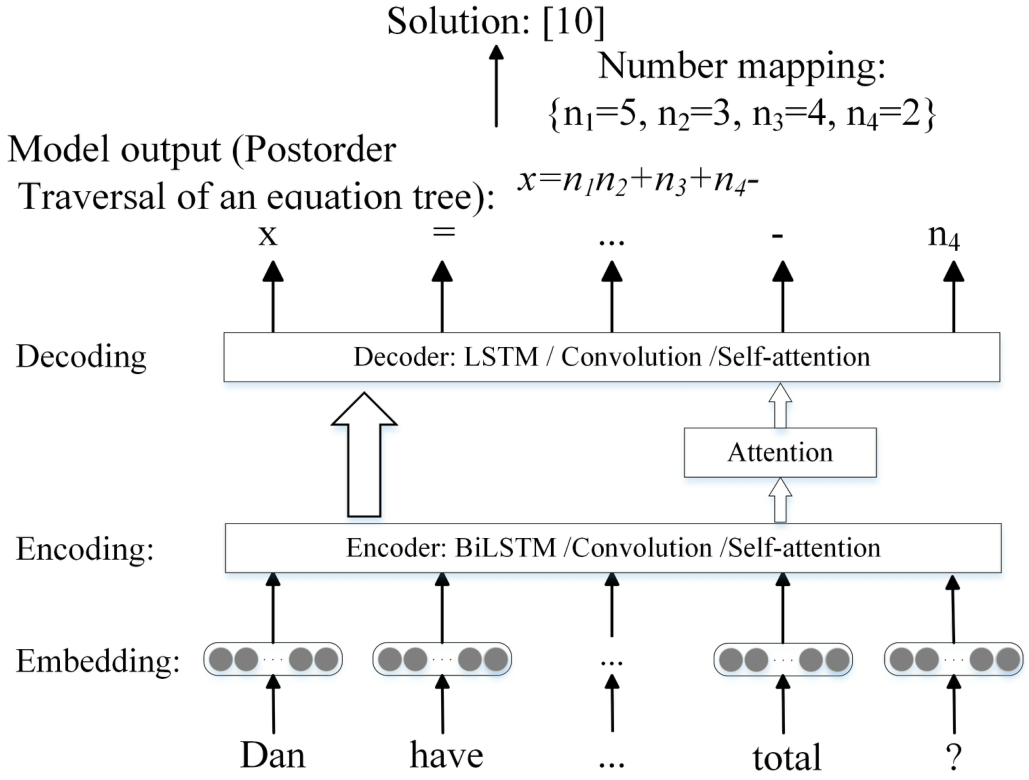 Solution: [10]
Number mapping:
{n₁=5, n₂=3, n₃=4, n₄=2}
Model output (Postorder
Traversal of an equation tree): x=n₁n₂+n₃+n₄-
x = ... - n₄
Decoding
Decoder: LSTM / Convolution /Self-attention
Attention
Encoding:
Encoder: BiLSTM /Convolution /Self-attention
Embedding: ... ... ... ... ...
Dan have ... total ?